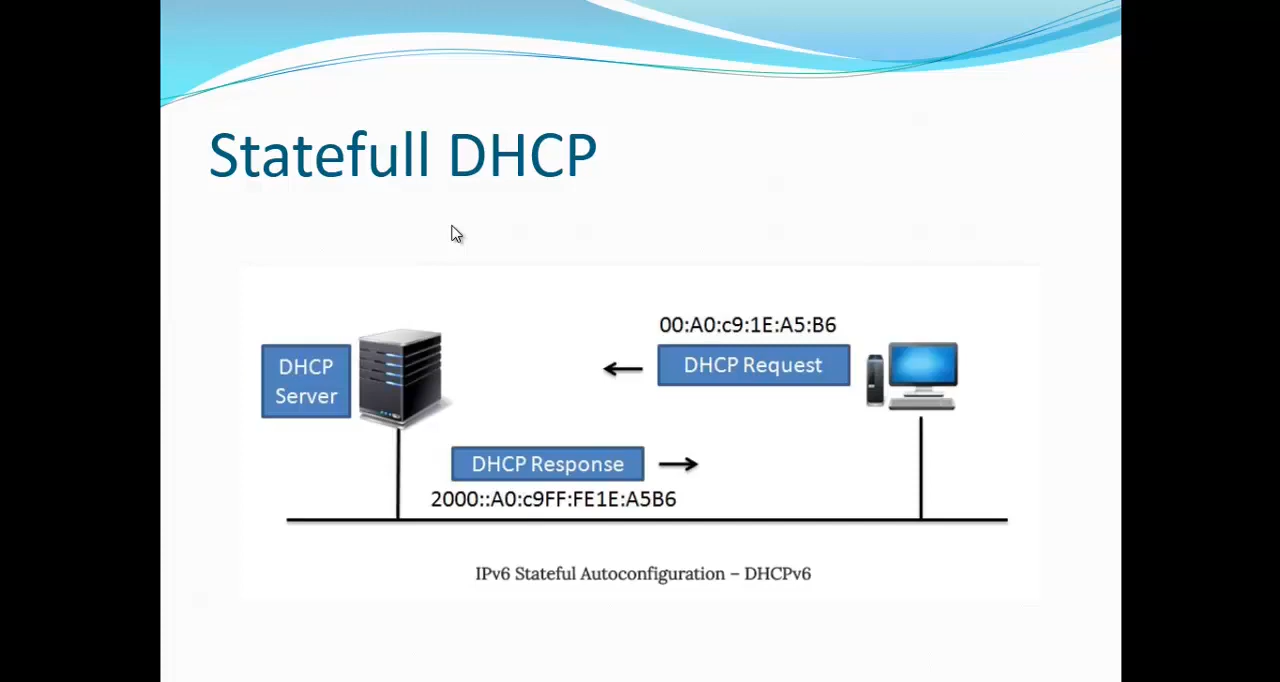 Statefull DHCP
00:A0:c9:1E:A5:B6
DHCP Request
DHCP
Server
DHCP Response
2000::A0:c9FF:FE1E:A5B6
IPv6 Stateful Autoconfiguration – DHCPv6